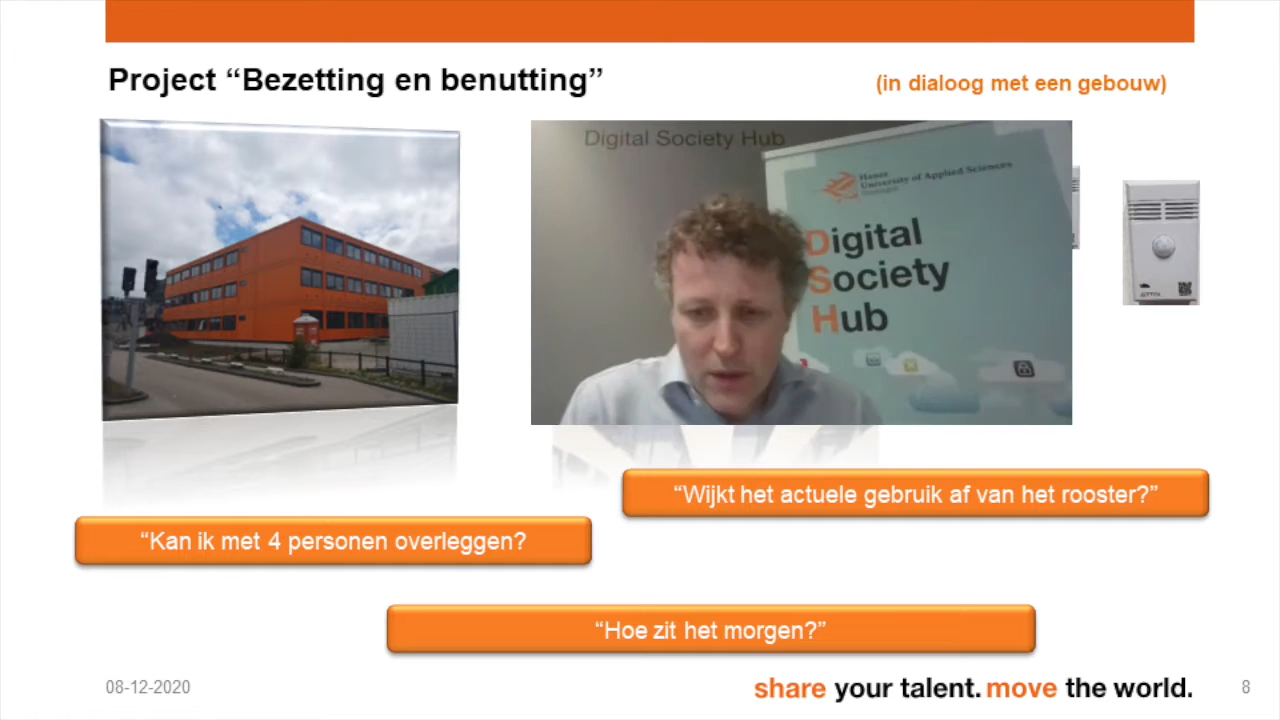 Project “Bezetting en benutting”
(in dialoog met een gebouw)
Digital Society Hub
Hanze
University of Applied Sciences
Groningen
Digital
Society
Hub
“Wijkt het actuele gebruik af van het rooster?”
“Kan ik met 4 personen overleggen?
“Hoe zit het morgen?”
08-12-2020
share your talent. move the world.
8